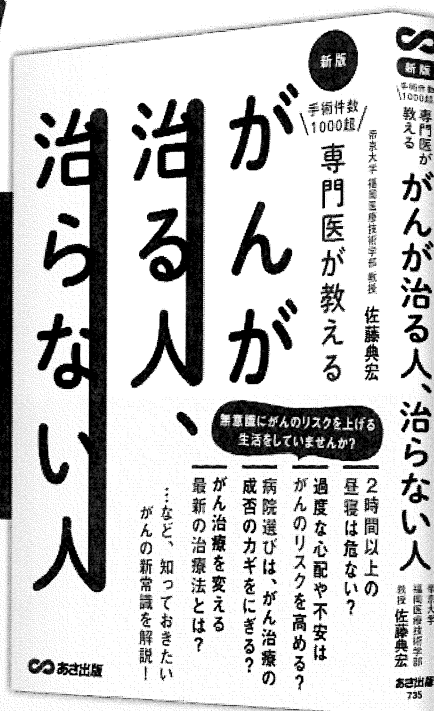 新版
手術件数
1000超
専門医が教える
がんが
治る人、
治らない人
帝京大学 福岡医療技術学部 教授 佐藤典宏
無意識にがんのリスクを上げる
生活をしていませんか?
2時間以上の
昼寝は危ない?
過度な心配や不安は
がんのリスクを高める?
病院選びは、がん治療の
成否のカギをにぎる?
がん治療を変える
最新の治療法とは?
…など、知っておきたい
がんの新常識を解説!
あさ出版
新版
手術件数
1000超
専門医が
教える
がんが治る人、治らない人
帝京大学
福岡医療技術学部
教授 佐藤典宏
あさ出版
735